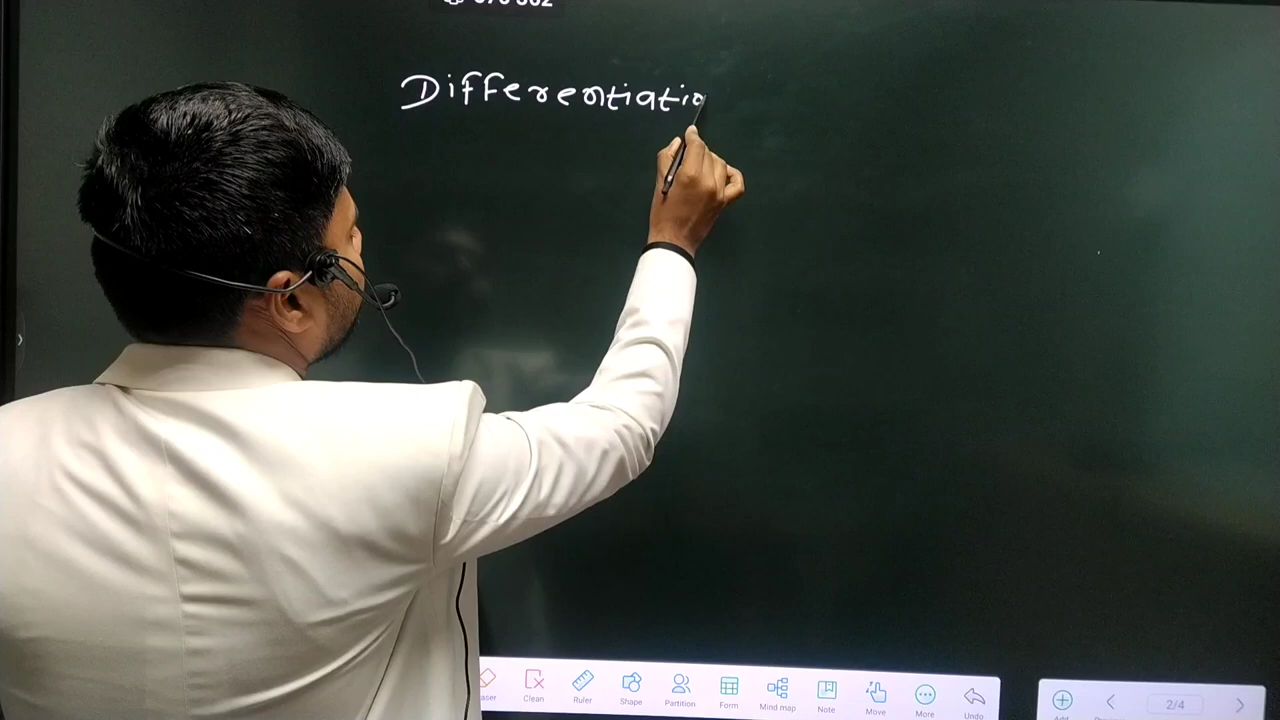 Differentiatio
Clean
Ruler
Shape
Partition
Form
Mind map
Note
Move
More
Undo
2/4